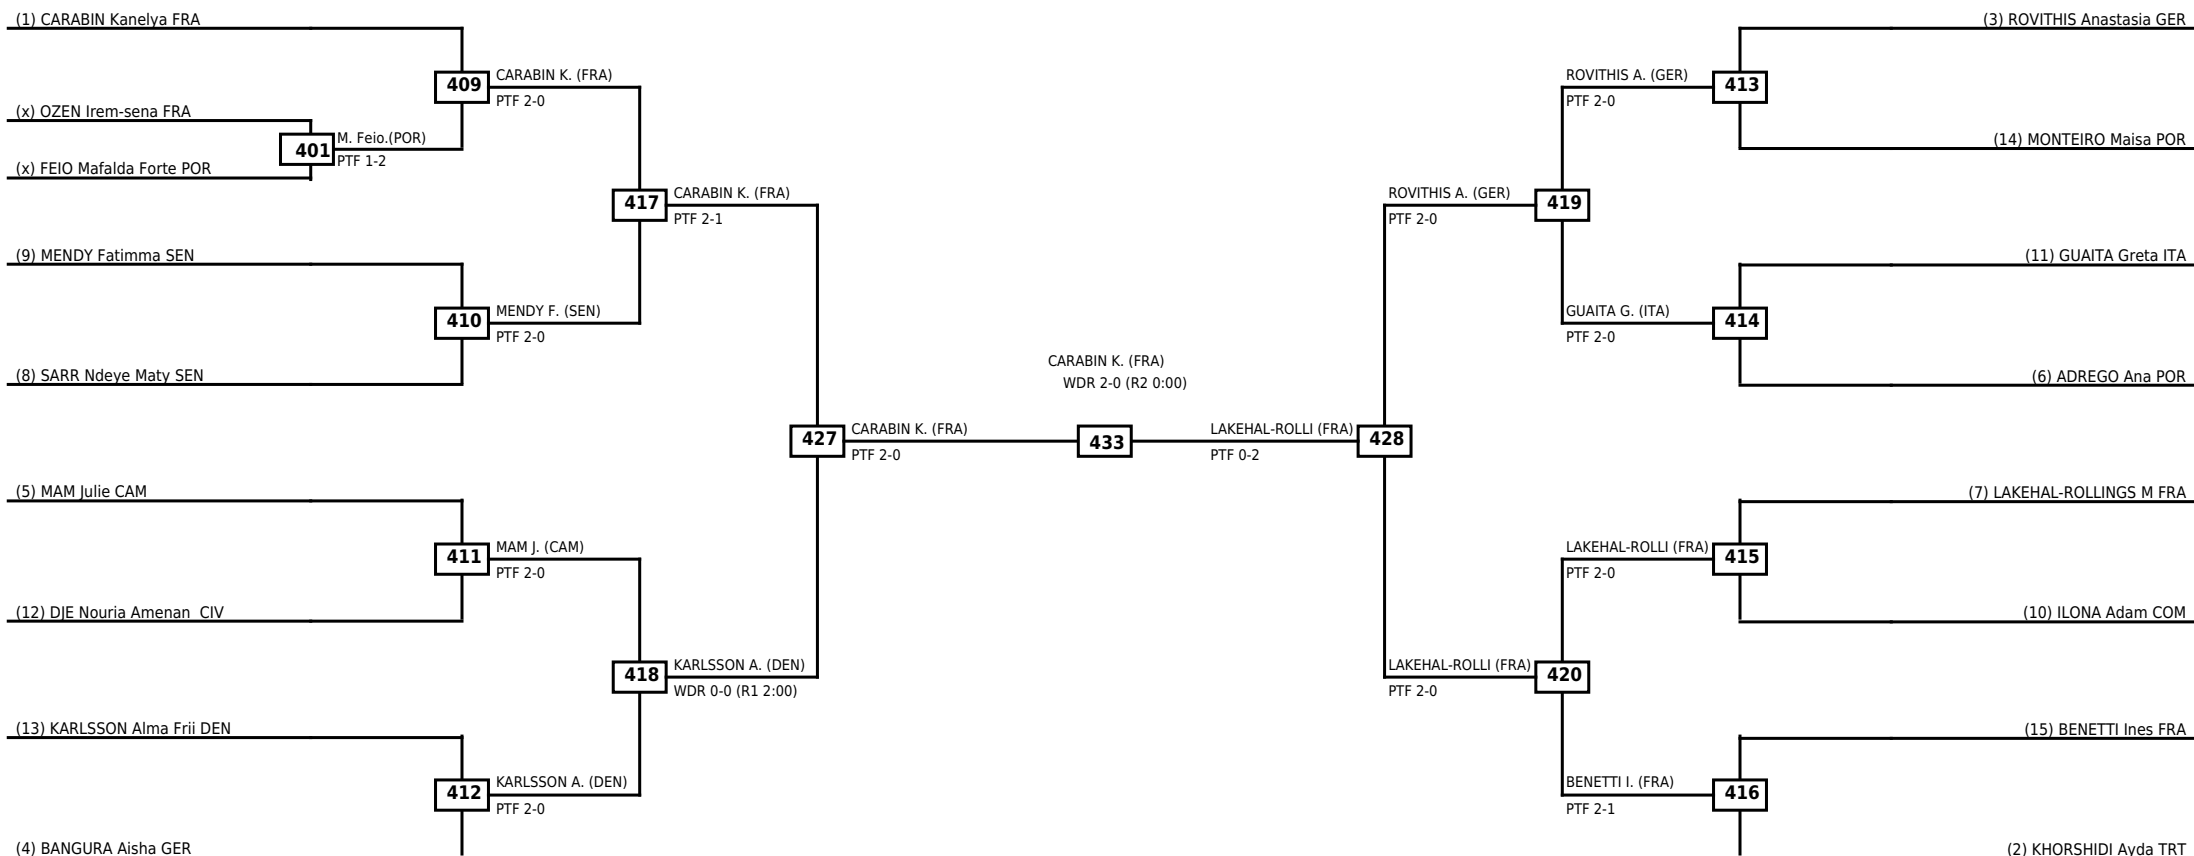 (1) CARABIN Kanelya FRA
(3) ROVITHIS Anastasia GER
409
CARABIN K. (FRA)
PTF 2-0
ROVITHIS A. (GER)
PTF 2-0
413
(x) OZEN Irem-sena FRA
401
M. Feio.(POR)
PTF 1-2
(14) MONTEIRO Maisa POR
(x) FEIO Mafalda Forte POR
417
CARABIN K. (FRA)
PTF 2-1
ROVITHIS A. (GER)
PTF 2-0
419
(9) MENDY Fatimma SEN
(11) GUAITA Greta ITA
410
MENDY F. (SEN)
PTF 2-0
GUAITA G. (ITA)
PTF 2-0
414
(8) SARR Ndeye Maty SEN
(6) ADREGO Ana POR
CARABIN K. (FRA)
WDR 2-0 (R2 0:00)
427
CARABIN K. (FRA)
PTF 2-0
433
LAKEHAL-ROLLI (FRA)
PTF 0-2
428
(5) MAM Julie CAM
(7) LAKEHAL-ROLLINGS M FRA
411
MAM J. (CAM)
PTF 2-0
LAKEHAL-ROLLI (FRA)
PTF 2-0
415
(12) DJE Nouria Amenan  CIV
(10) ILONA Adam COM
418
KARLSSON A. (DEN)
WDR 0-0 (R1 2:00)
LAKEHAL-ROLLI (FRA)
PTF 2-0
420
(13) KARLSSON Alma Frii DEN
(15) BENETTI Ines FRA
412
KARLSSON A. (DEN)
PTF 2-0
BENETTI I. (FRA)
PTF 2-1
416
(4) BANGURA Aisha GER
(2) KHORSHIDI Ayda TRT